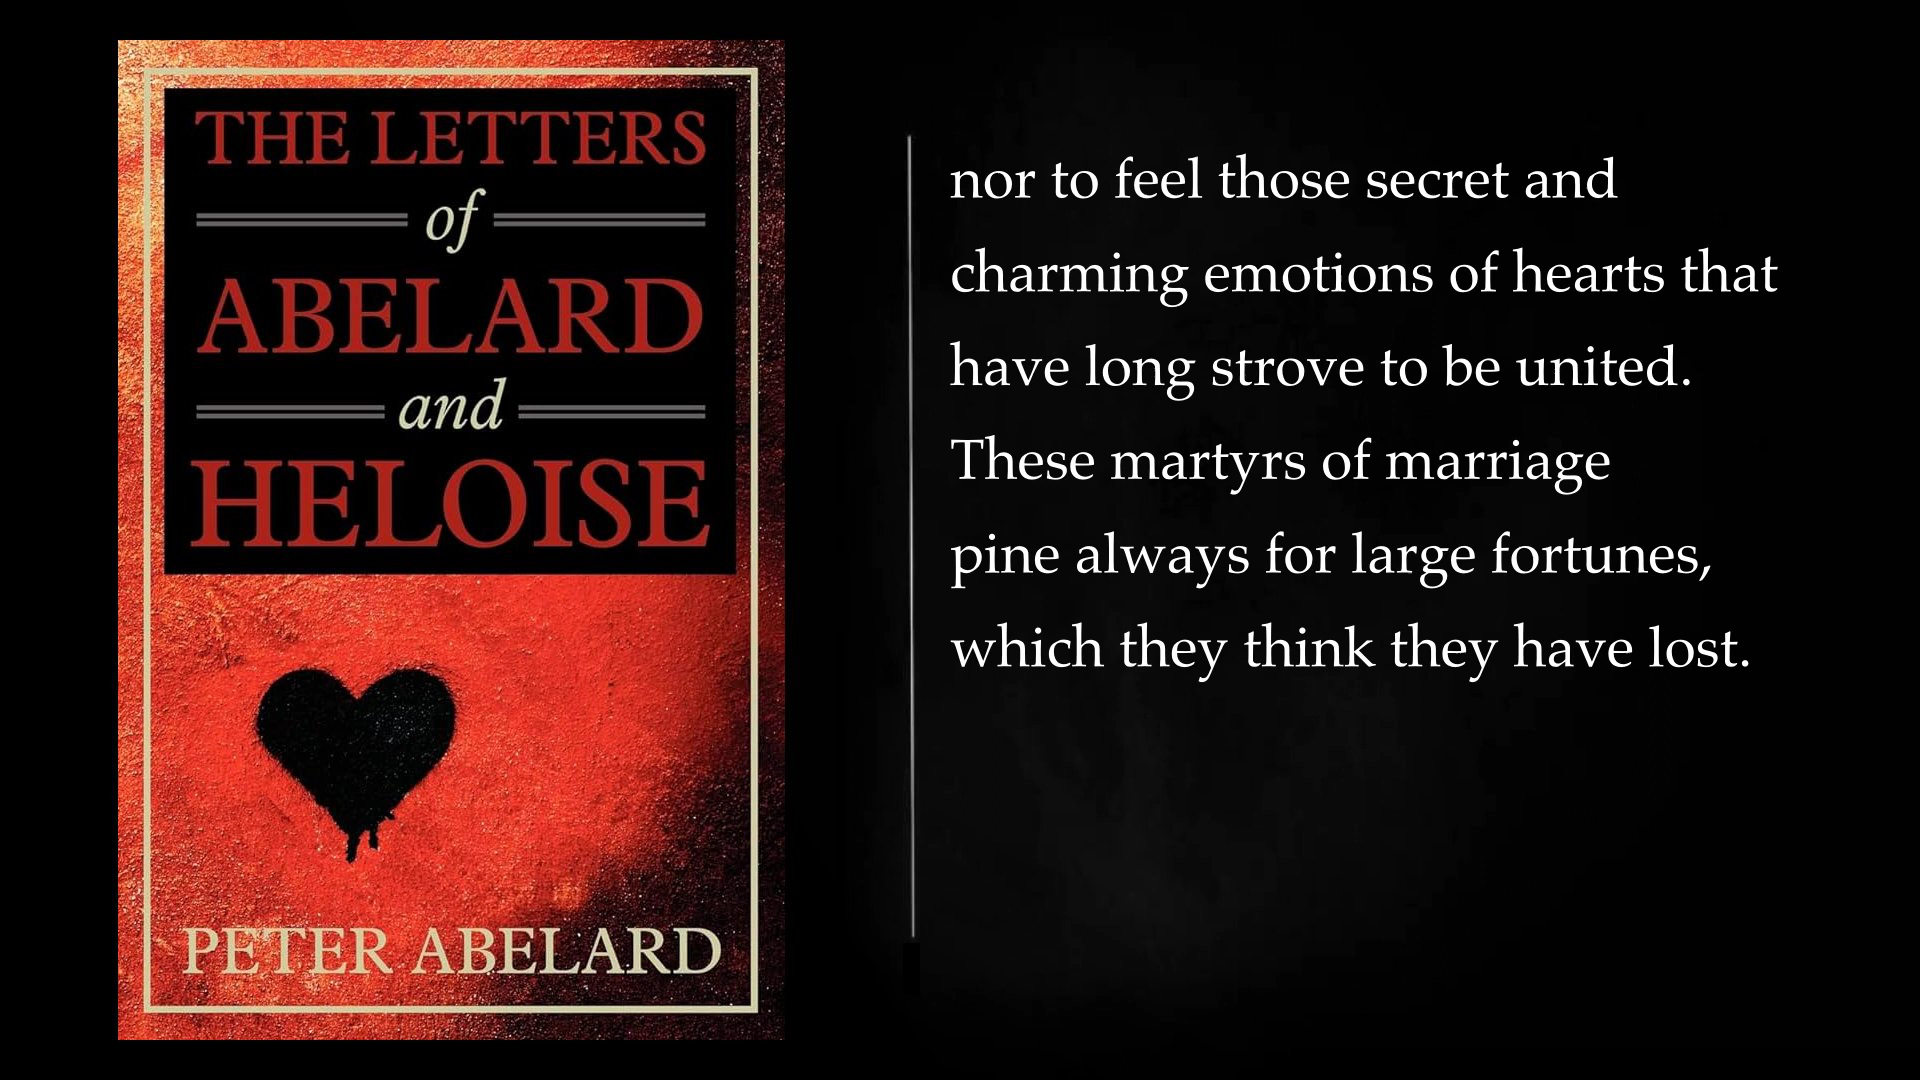 THE LETTERS
of
ABELARD
and
HELOISE
PETER ABELARD
nor to feel those secret and
charming emotions of hearts that
have long strove to be united.
These martyrs of marriage
pine always for large fortunes,
which they think they have lost.